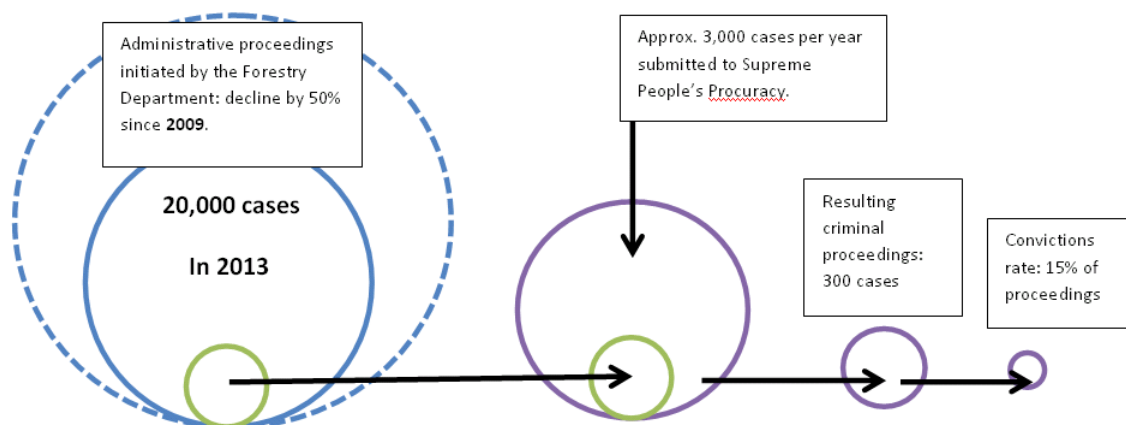 Administrative proceedings
initiated by the Forestry
Department: decline by 50%
since 2009.
20,000 cases
In 2013
Approx. 3,000 cases per year
submitted to Supreme
People's Procuracy.
Resulting
criminal
proceedings:
300 cases
Convictions
rate: 15% of
proceedings